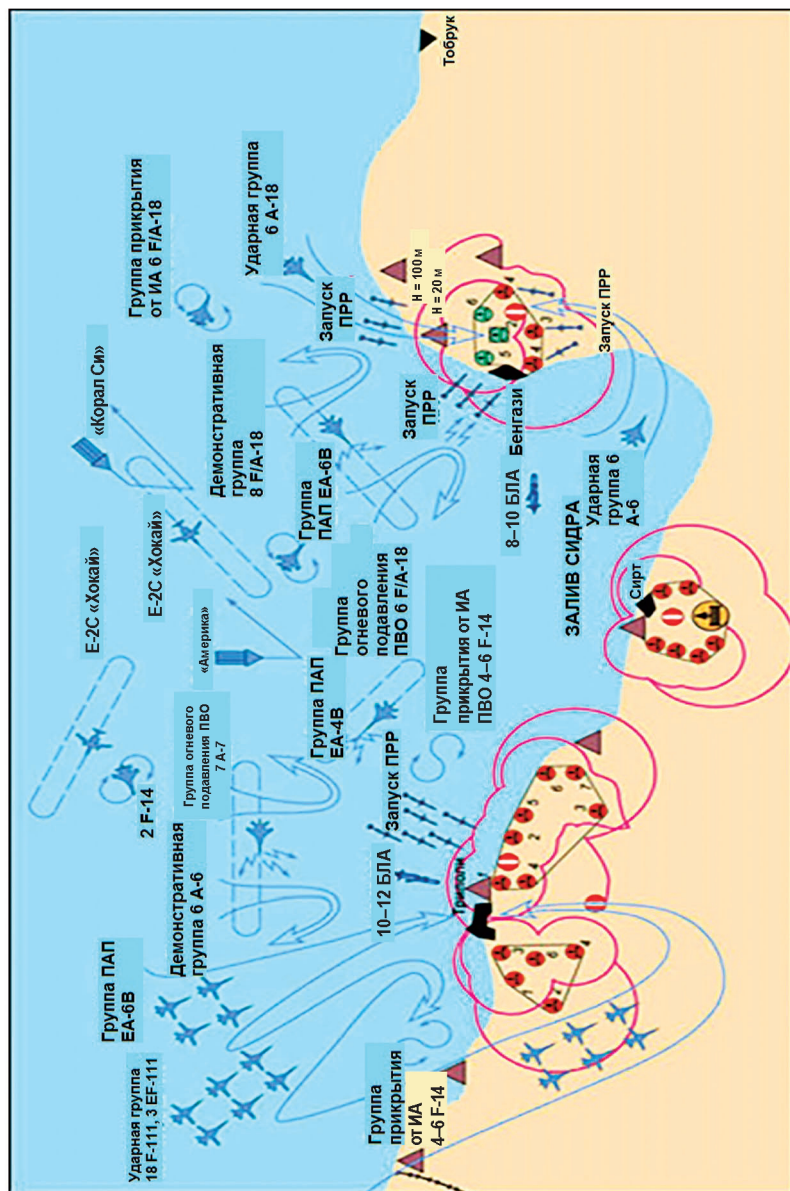 Ударная группа
18 F-111, 3 EF-111
Группа ПАП
ЕА-6В
Демонстративная
группа 6 А-6
2 F-14
Группа огневого
подавления ПВО
7 А-7
Е-2С «Хокай»
Е-2С «Хокай»
«Америка»
«Корал Си»
Группа прикрытия
от ИА 6 F/A-18
Ударная группа
6 А-18
Демонстративная
группа
8 F/A-18
Группа
ПАП ЕА-6В
Группа
огневого
подавления
ПВО 6 F/A-18
Группа ПАП
ЕА-4В
Группа
прикрытия от ИА
ПВО 4–6 F-14
Запуск ПРР
10–12 БЛА
Группа
прикрытия
от ИА
4–6 F-14
Триполи
Запуск
ПРР
Запуск
ПРР
H = 100 м
H = 20 м
Запуск ПРР
Бенгази
8–10 БЛА
Ударная
группа 6
А-6
ЗАЛИВ СИДРА
Сирт
Тобрук